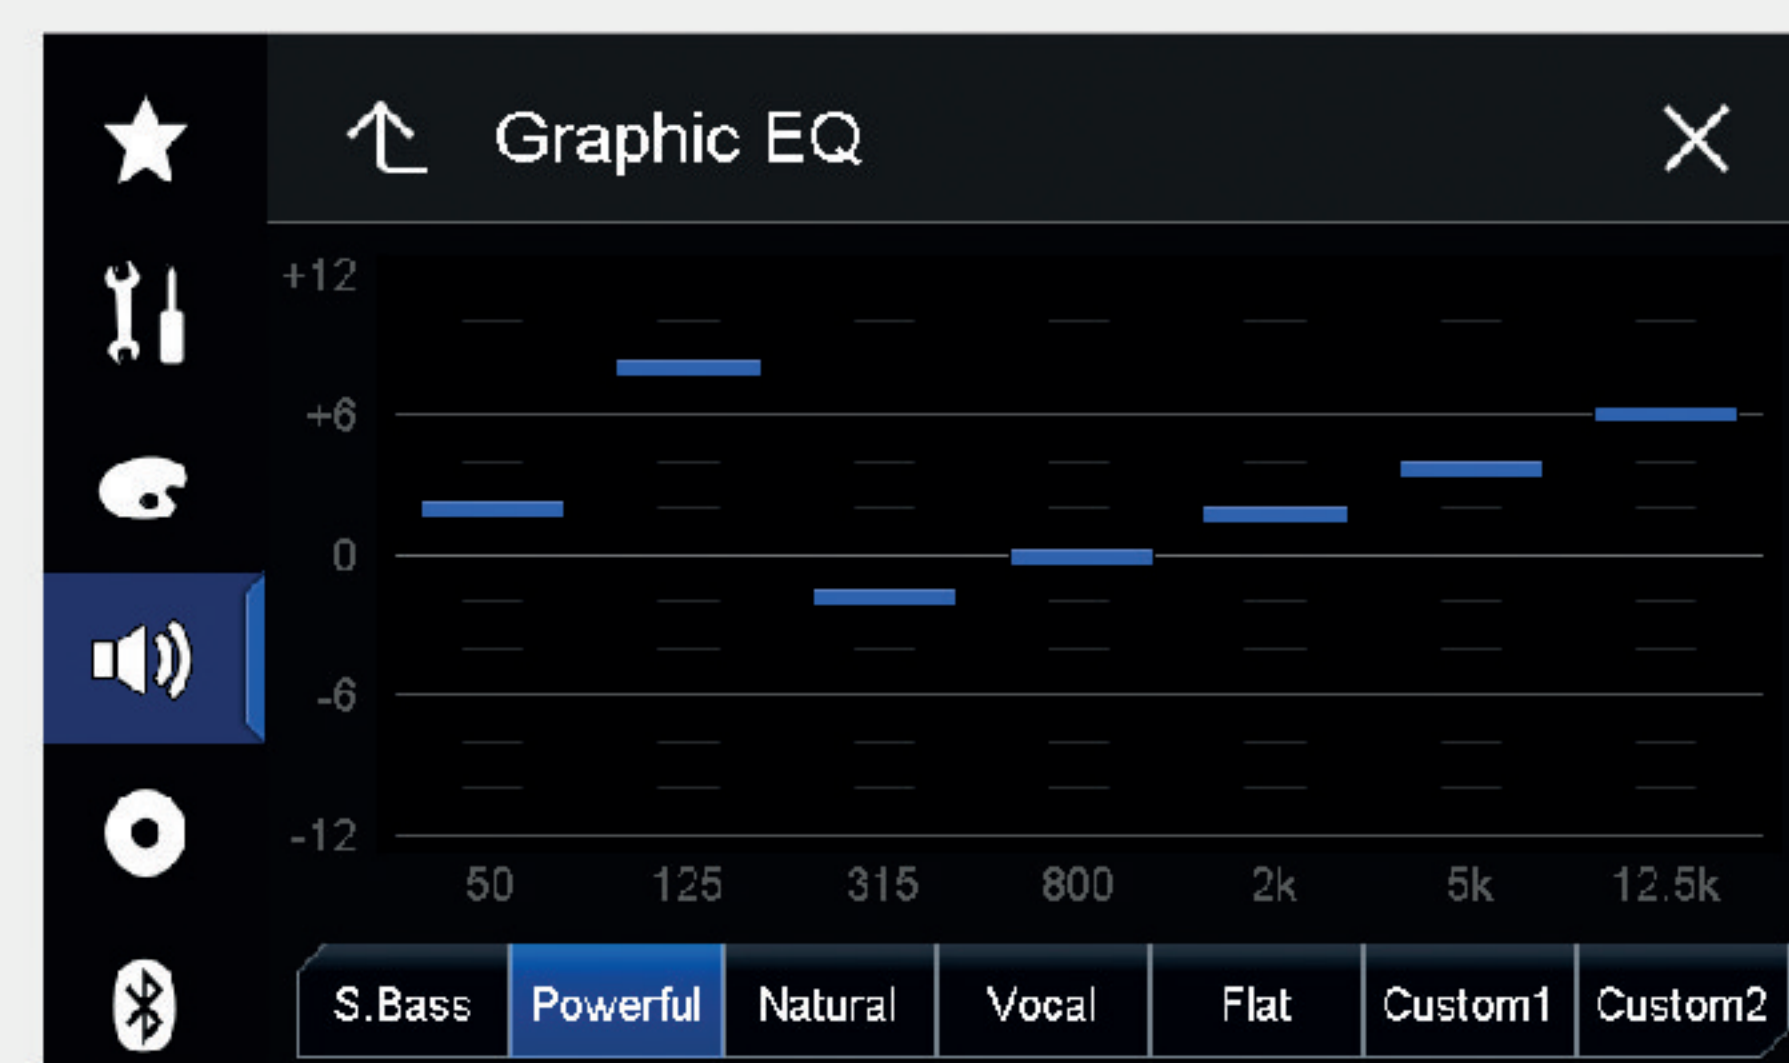 Graphic EQ
+12
+6
0
-6
-12
50 125 315 800 2k 5k 12.5k
S.Bass Powerful Natural Vocal Flat Custom1 Custom2